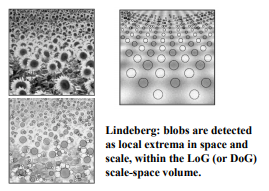 Lindeberg: blobs are detected
as local extrema in space and
scale, within the LoG (or DoG)
scale-space volume.